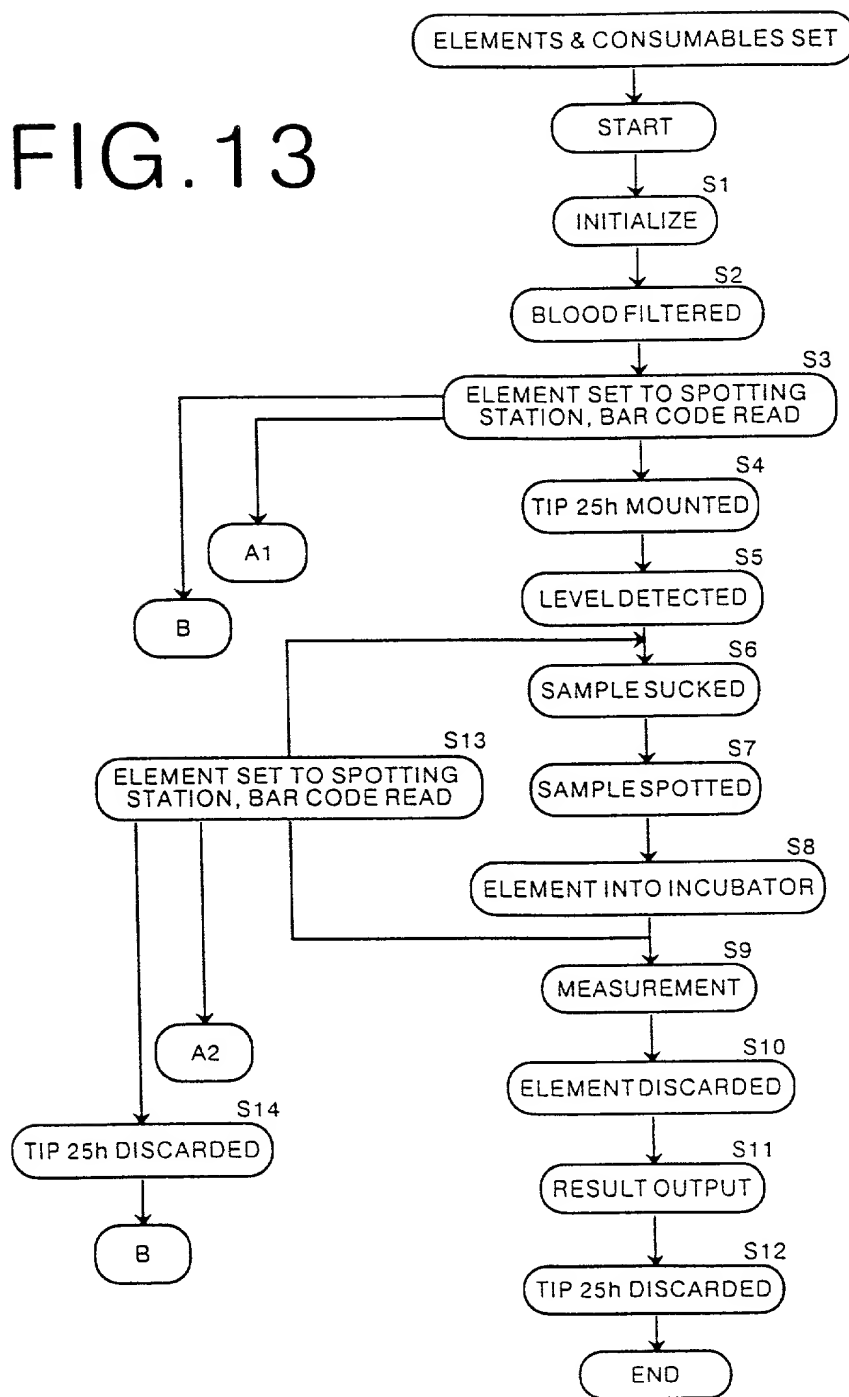 ELEMENTS & CONSUMABLES SET
FIG.13
START
S1
INITIALIZE
S2
BLOOD FILTERED
S3
ELEMENT SET TO SPOTTING
STATION, BAR CODE READ
S4
TIP 25h MOUNTED
A1
S5
LEVEL DETECTED
B
S6
SAMPLE SUCKED
S13
ELEMENT SET TO SPOTTING
STATION, BAR CODE READ
S7
SAMPLE SPOTTED
S8
ELEMENT INTO INCUBATOR
S9
MEASUREMENT
A2
S10
ELEMENT DISCARDED
S14
TIP 25h DISCARDED
S11
RESULT OUTPUT
B
S12
TIP 25h DISCARDED
END